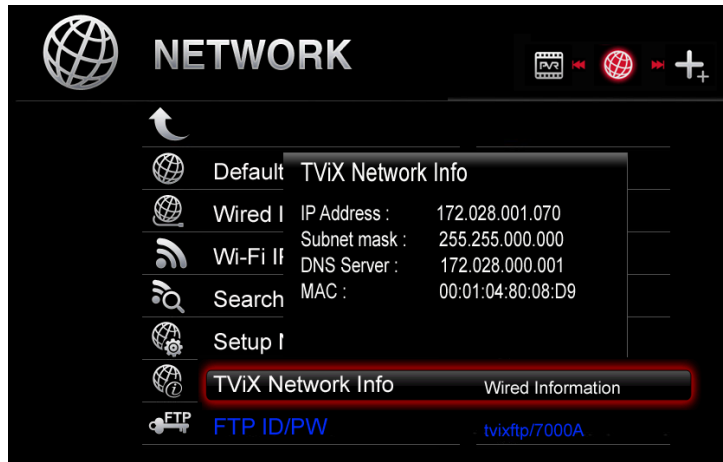 NETWORK
PVR
Default
TViX Network Info
Wired I
IP Address : 172.028.001.070
Subnet mask : 255.255.000.000
Wi-Fi IF
DNS Server : 172.028.000.001
Search
MAC : 00:01:04:80:08:D9
Setup N
TViX Network Info Wired Information
FTP FTP ID/PW tvixftp/7000A